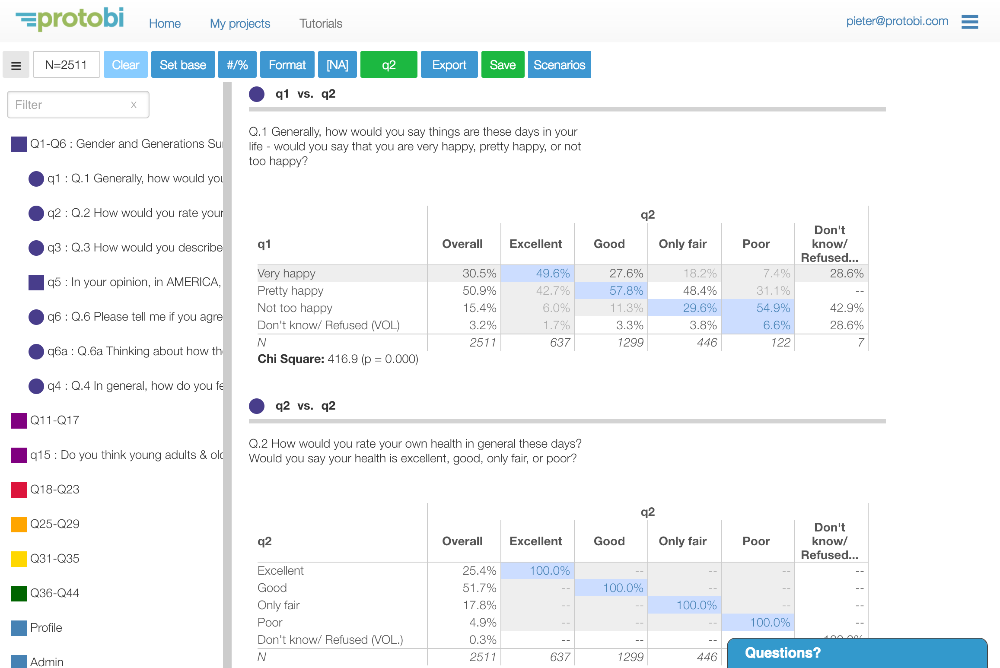 protobi
Home My projects Tutorials pieter@protobi.com
N=2511 Clear Set base #/% Format [NA] q2 Export Save Scenarios
Filter x
Q1-Q6 : Gender and Generations Su
q1 : Q.1 Generally, how would you
q2 : Q.2 How would you rate your
q3 : Q.3 How would you describe
q5 : In your opinion, in AMERICA,
q6 : Q.6 Please tell me if you agre
q6a : Q.6a Thinking about how th
q4 : Q.4 In general, how do you fe
Q11-Q17
q15 : Do you think young adults & old
Q18-Q23
Q25-Q29
Q31-Q35
Q36-Q44
Profile
Admin
q1 vs. q2
Q.1 Generally, how would you say things are these days in your
life - would you say that you are very happy, pretty happy, or not
too happy?
q2
q1 Overall Excellent Good Only fair Poor Don't know/ Refused...
Very happy 30.5% 49.6% 27.6% 18.2% 7.4% 28.6%
Pretty happy 50.9% 42.7% 57.8% 48.4% 31.1% --
Not too happy 15.4% 6.0% 11.3% 29.6% 54.9% 42.9%
Don't know/ Refused (VOL) 3.2% 1.7% 3.3% 3.8% 6.6% 28.6%
N 2511 637 1299 446 122 7
Chi Square: 416.9 (p = 0.000)
q2 vs. q2
Q.2 How would you rate your own health in general these days?
Would you say your health is excellent, good, only fair, or poor?
q2
q2 Overall Excellent Good Only fair Poor Don't know/ Refused...
Excellent 25.4% 100.0% -- -- -- --
Good 51.7% -- 100.0% -- -- --
Only fair 17.8% -- -- 100.0% -- --
Poor 4.9% -- -- -- 100.0% --
Don't know/ Refused (VOL.) 0.3% -- -- --
N 2511 637 1299 446
Questions?